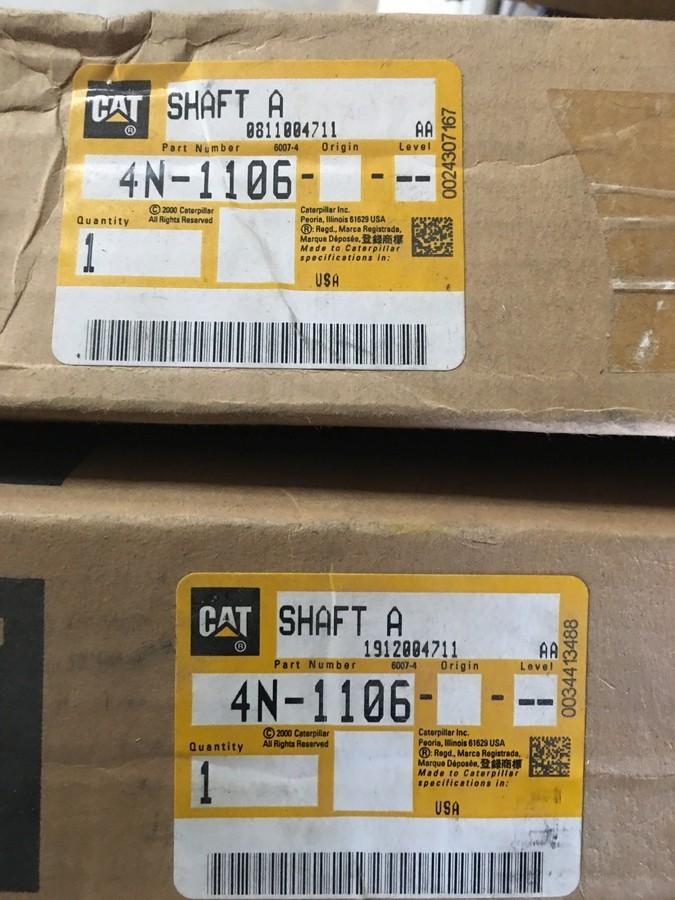 CAT
®
SHAFT A
0811004711 AA
Part Number 6007-4 Origin Level
4N-1106- - --
0024307167
Quantity
© 2000 Caterpillar
All Rights Reserved
1
Caterpillar Inc.
Peoria, Illinois 61629 USA
®: Regd., Marca Registrada,
Marque Déposée, 登録商標
Made to Caterpillar
specifications in:
USA
CAT
®
SHAFT A
1912004711 AA
Part Number 6007-4 Origin Level
4N-1106- - --
0034413488
Quantity
© 2000 Caterpillar
All Rights Reserved
1
Caterpillar Inc.
Peoria, Illinois 61629 USA
®: Regd., Marca Registrada,
Marque Déposée, 登録商標
Made to Caterpillar
specifications in:
USA